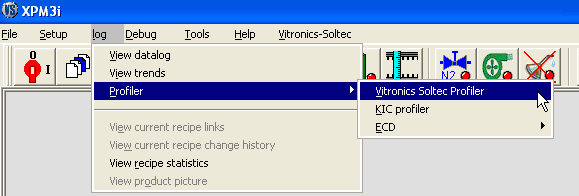 XPM3i
File Setup log Debug Tools Help Vitronics-Soltec
0
I
N2
View datalog
View trends
Profiler
View current recipe links
View current recipe change history
View recipe statistics
View product picture
Vitronics Soltec Profiler
KIC profiler
ECD